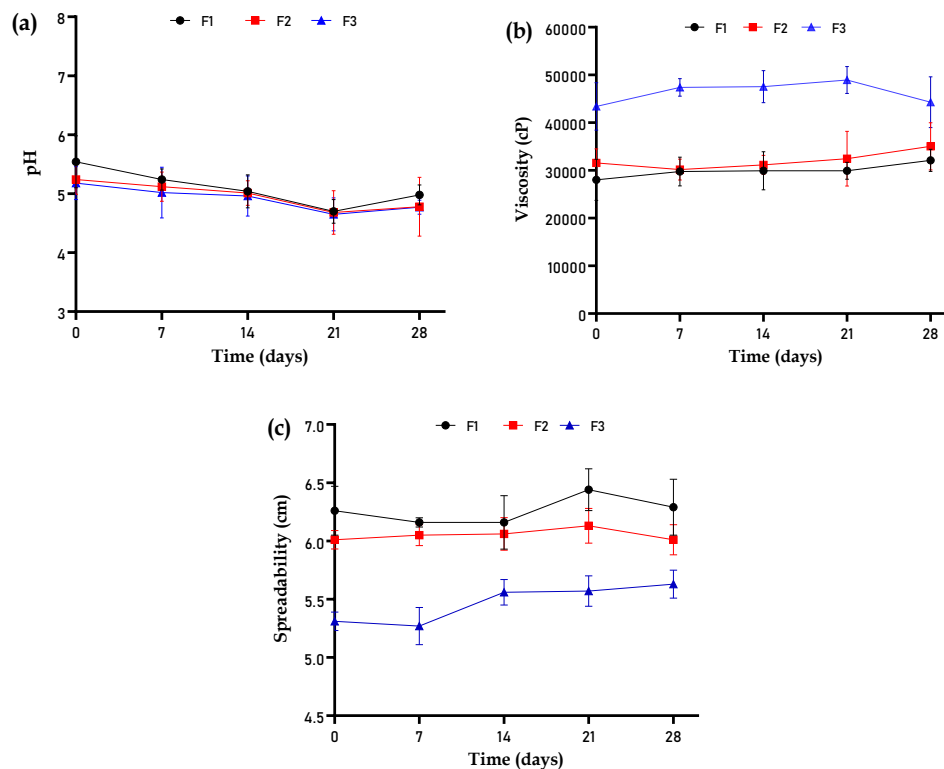 (a)
F1 F2 F3
8
7
6
5
4
3
pH
0 7 14 21 28
Time (days)
(b)
F1 F2 F3
60000
50000
40000
30000
20000
10000
0
Viscosity (cP)
0 7 14 21 28
Time (days)
(c)
F1 F2 F3
7.0
6.5
6.0
5.5
5.0
4.5
Spreadability (cm)
0 7 14 21 28
Time (days)